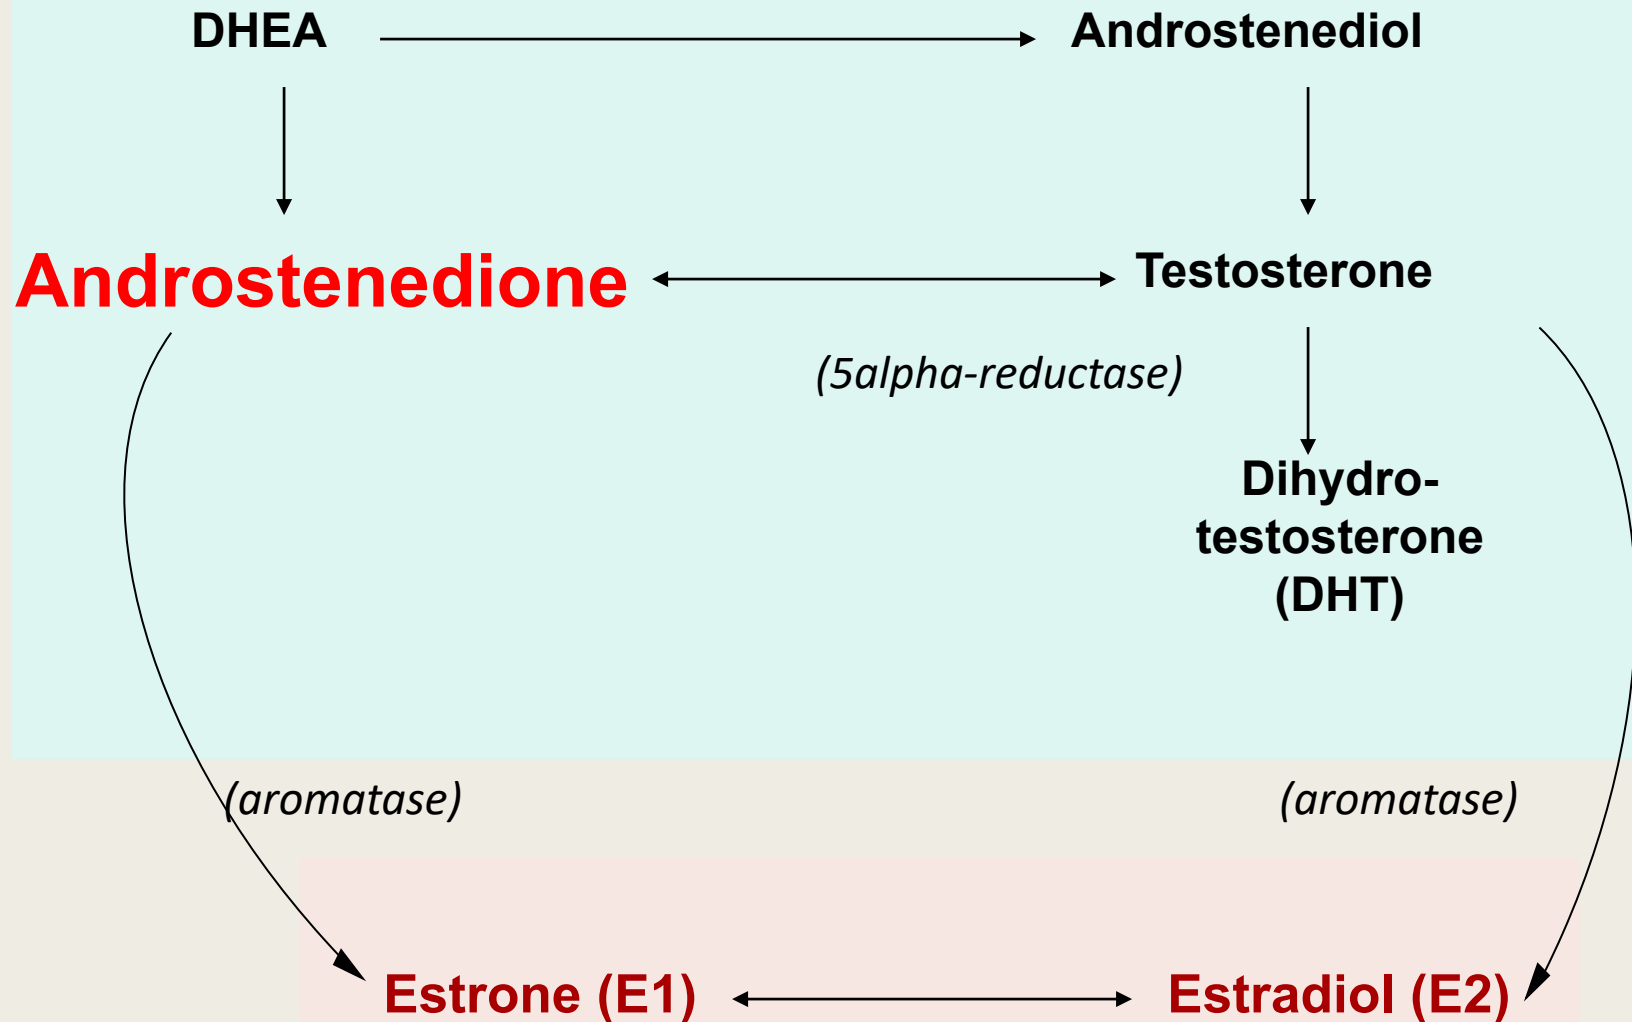 DHEA
Androstenediol
Androstenedione
Testosterone
(5alpha-reductase)
Dihydro-
testosterone
(DHT)
(aromatase)
(aromatase)
Estrone (E1)
Estradiol (E2)